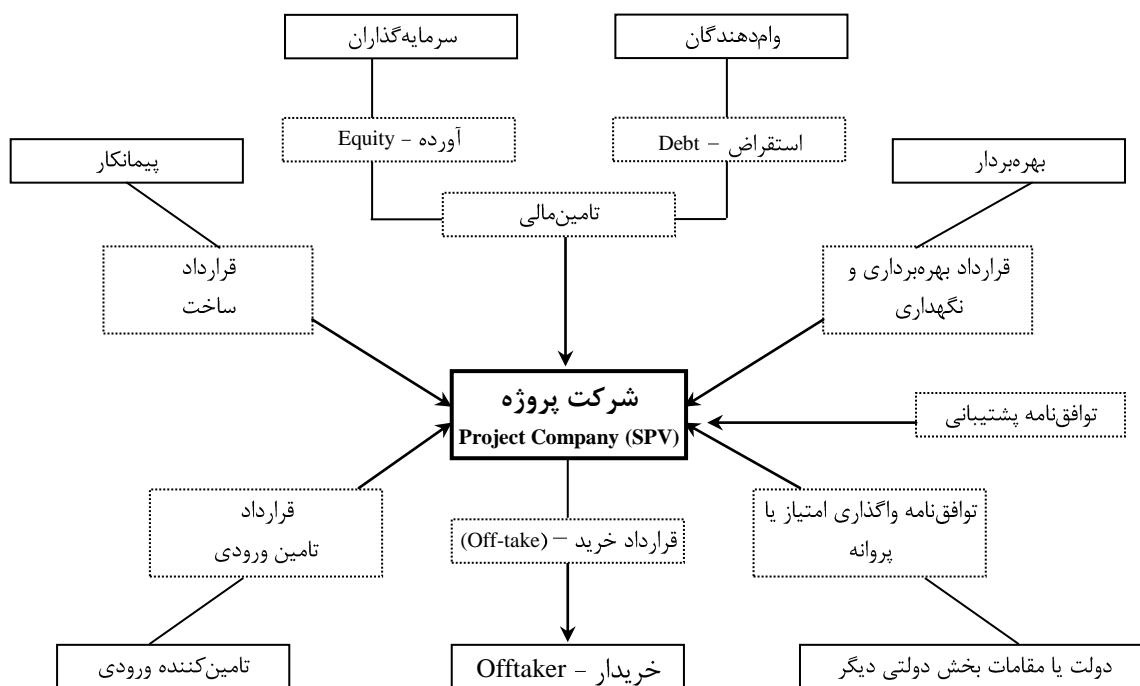 سرمایه‌گذاران
وام‌دهندگان
آورده - Equity
استقراض - Debt
پیمانکار
بهره‌بردار
تامین‌مالی
قرارداد
ساخت
قرارداد بهره‌برداری و
نگهداری
شرکت پروژه
Project Company (SPV)
توافق‌نامه پشتیبانی
قرارداد
تامین ورودی
قرارداد خرید – (Off-take)
توافق‌نامه واگذاری امتیاز یا
پروانه
تامین‌کننده ورودی
خریدار - Offtaker
دولت یا مقامات بخش دولتی دیگر